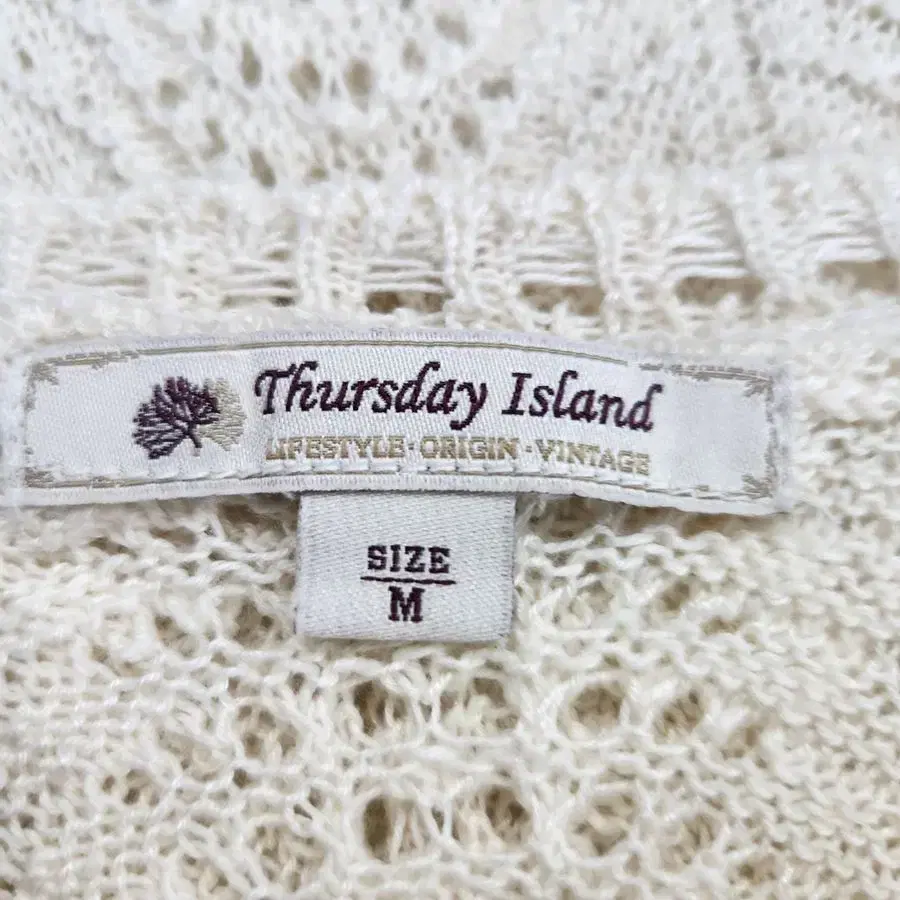 Thursday Island
LIFESTYLE·ORIGIN·VINTAGE
SIZE
M